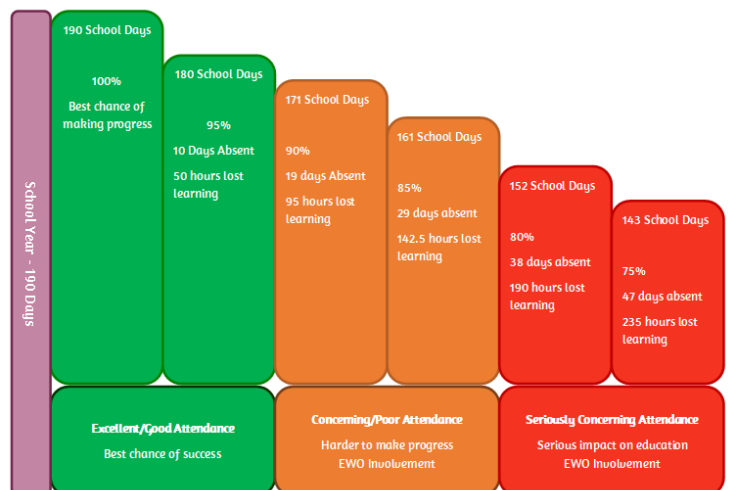 School Year - 190 Days
190 School Days
100%
Best chance of
making progress
180 School Days
95%
10 Days Absent
50 hours lost
learning
171 School Days
90%
19 days Absent
95 hours lost
learning
161 School Days
85%
29 days absent
142.5 hours lost
learning
152 School Days
80%
38 days absent
190 hours lost
learning
143 School Days
75%
47 days absent
235 hours lost
learning
Excellent/Good Attendance
Best chance of success
Concerning/Poor Attendance
Harder to make progress
EWO Involvement
Seriously Concerning Attendance
Serious impact on education
EWO Involvement